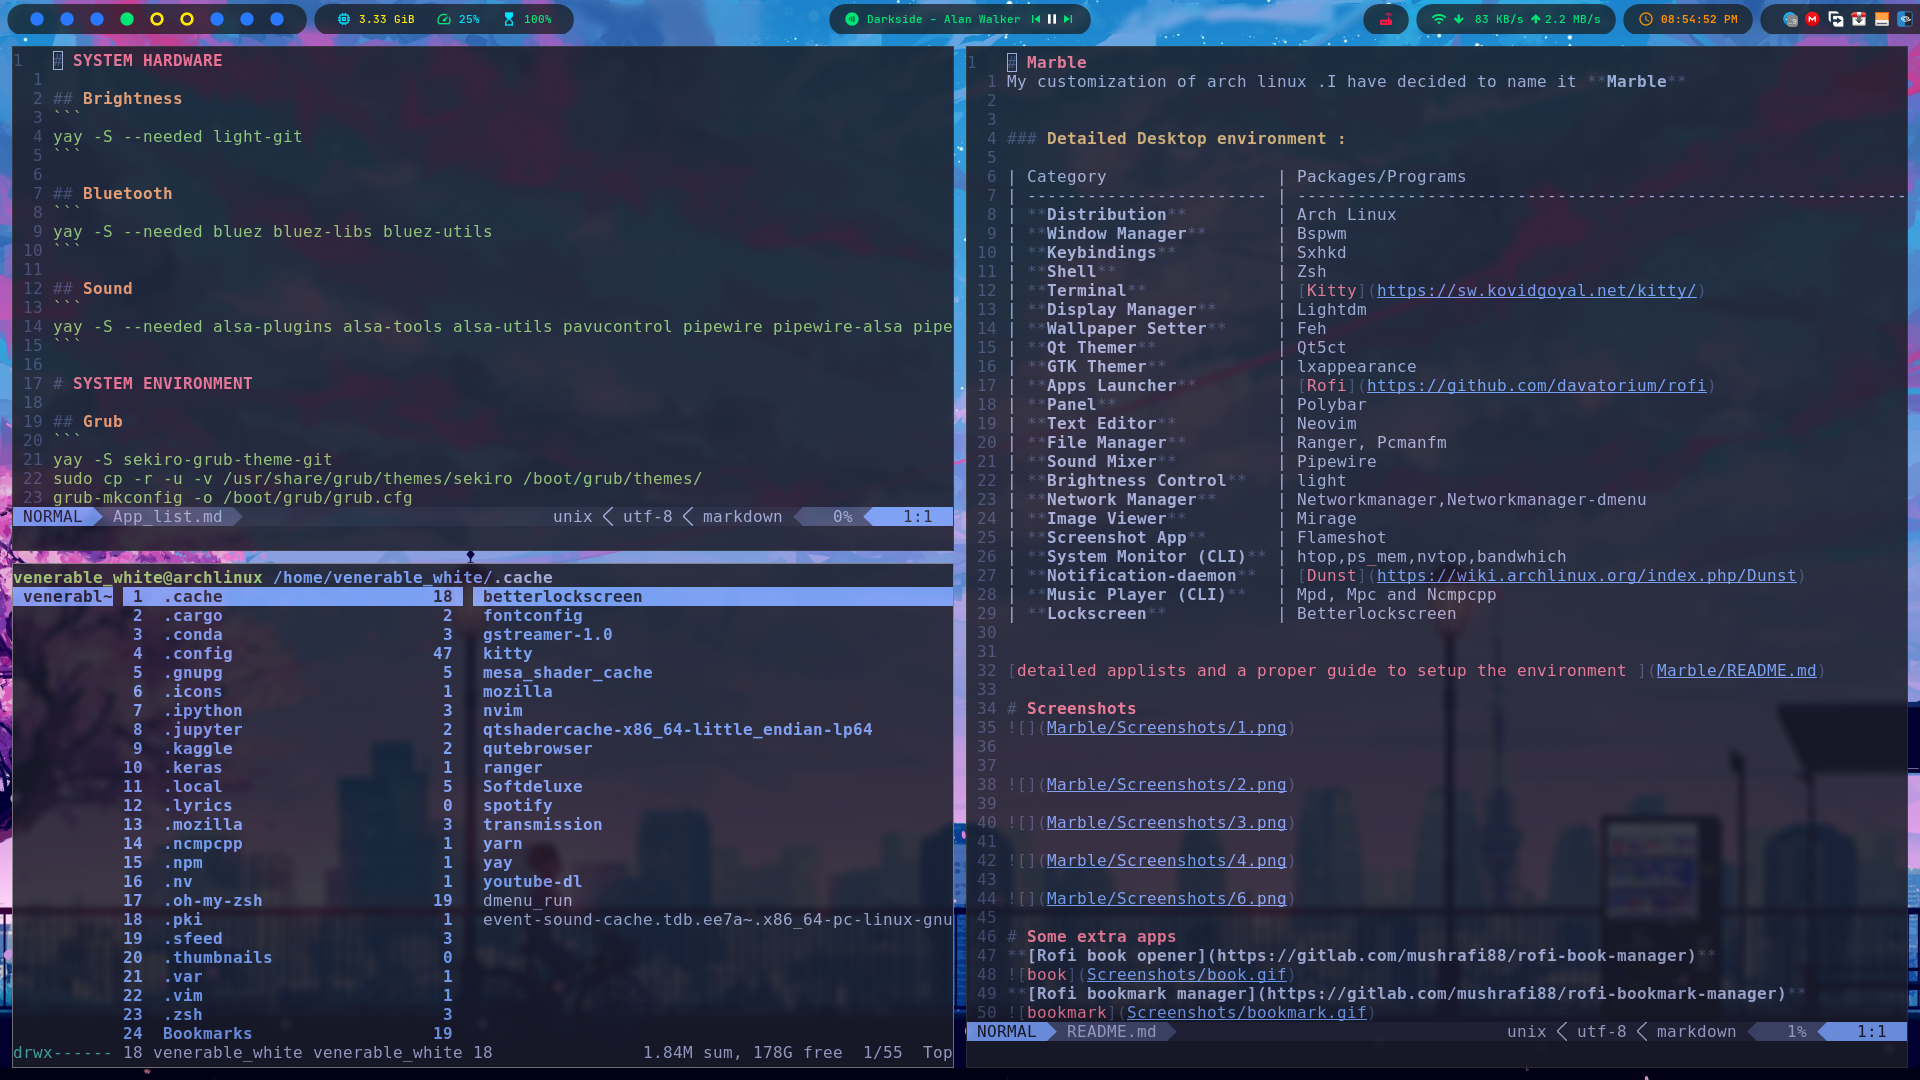 3.33 GiB 25% 100%
Darkside - Alan Walker
83 KB/s 2.2 MB/s
08:54:52 PM
1 # SYSTEM HARDWARE
1
2 ## Brightness
3 ```
4 yay -S --needed light-git
5 ```
6
7 ## Bluetooth
8 ```
9 yay -S --needed bluez bluez-libs bluez-utils
10 ```
11
12 ## Sound
13 ```
14 yay -S --needed alsa-plugins alsa-tools alsa-utils pavucontrol pipewire pipewire-alsa pipe
15 ```
16
17 # SYSTEM ENVIRONMENT
18
19 ## Grub
20 ```
21 yay -S sekiro-grub-theme-git
22 sudo cp -r -u -v /usr/share/grub/themes/sekiro /boot/grub/themes/
23 grub-mkconfig -o /boot/grub/grub.cfg
NORMAL App_list.md unix utf-8 markdown 0% 1:1
venerable_white@archlinux /home/venerable_white/.cache
venerabl~ 1 .cache 18 betterlockscreen
2 .cargo 2 fontconfig
3 .conda 3 gstreamer-1.0
4 .config 47 kitty
5 .gnupg 5 mesa_shader_cache
6 .icons 1 mozilla
7 .ipython 3 nvim
8 .jupyter 2 qtshadercache-x86_64-little_endian-lp64
9 .kaggle 2 qutebrowser
10 .keras 1 ranger
11 .local 5 Softdeluxe
12 .lyrics 0 spotify
13 .mozilla 3 transmission
14 .ncmpcpp 1 yarn
15 .npm 1 yay
16 .nv 1 youtube-dl
17 .oh-my-zsh 19 dmenu_run
18 .pki 1 event-sound-cache.tdb.ee7a~.x86_64-pc-linux-gnu
19 .sfeed 3
20 .thumbnails 0
21 .var 1
22 .vim 1
23 .zsh 3
24 Bookmarks 19
drwx------ 18 venerable_white venerable_white 18 1.84M sum, 178G free 1/55 Top
1 # Marble
1 My customization of arch linux .I have decided to name it **Marble**
2
3
4 ### Detailed Desktop environment :
5
6 | Category | Packages/Programs
7 | ------------------------ | -------------------------------------------------------------
8 | **Distribution** | Arch Linux
9 | **Window Manager** | Bspwm
10 | **Keybindings** | Sxhkd
11 | **Shell** | Zsh
12 | **Terminal** | [Kitty](https://sw.kovidgoyal.net/kitty/)
13 | **Display Manager** | Lightdm
14 | **Wallpaper Setter** | Feh
15 | **Qt Themer** | Qt5ct
16 | **GTK Themer** | lxappearance
17 | **Apps Launcher** | [Rofi](https://github.com/davatorium/rofi)
18 | **Panel** | Polybar
19 | **Text Editor** | Neovim
20 | **File Manager** | Ranger, Pcmanfm
21 | **Sound Mixer** | Pipewire
22 | **Brightness Control** | light
23 | **Network Manager** | Networkmanager,Networkmanager-dmenu
24 | **Image Viewer** | Mirage
25 | **Screenshot App** | Flameshot
26 | **System Monitor (CLI)** | htop,ps_mem,nvtop,bandwhich
27 | **Notification-daemon** | [Dunst](https://wiki.archlinux.org/index.php/Dunst)
28 | **Music Player (CLI)** | Mpd, Mpc and Ncmpcpp
29 | **Lockscreen** | Betterlockscreen
30
31
32 [detailed applists and a proper guide to setup the environment ](Marble/README.md)
33
34 # Screenshots
35 ![](Marble/Screenshots/1.png)
36
37
38 ![](Marble/Screenshots/2.png)
39
40 ![](Marble/Screenshots/3.png)
41
42 ![](Marble/Screenshots/4.png)
43
44 ![](Marble/Screenshots/6.png)
45
46 # Some extra apps
47 **[Rofi book opener](https://gitlab.com/mushrafi88/rofi-book-manager)**
48 ![book](Screenshots/book.gif)
49 **[Rofi bookmark manager](https://gitlab.com/mushrafi88/rofi-bookmark-manager)**
50 ![bookmark](Screenshots/bookmark.gif)
NORMAL README.md unix utf-8 markdown 1% 1:1